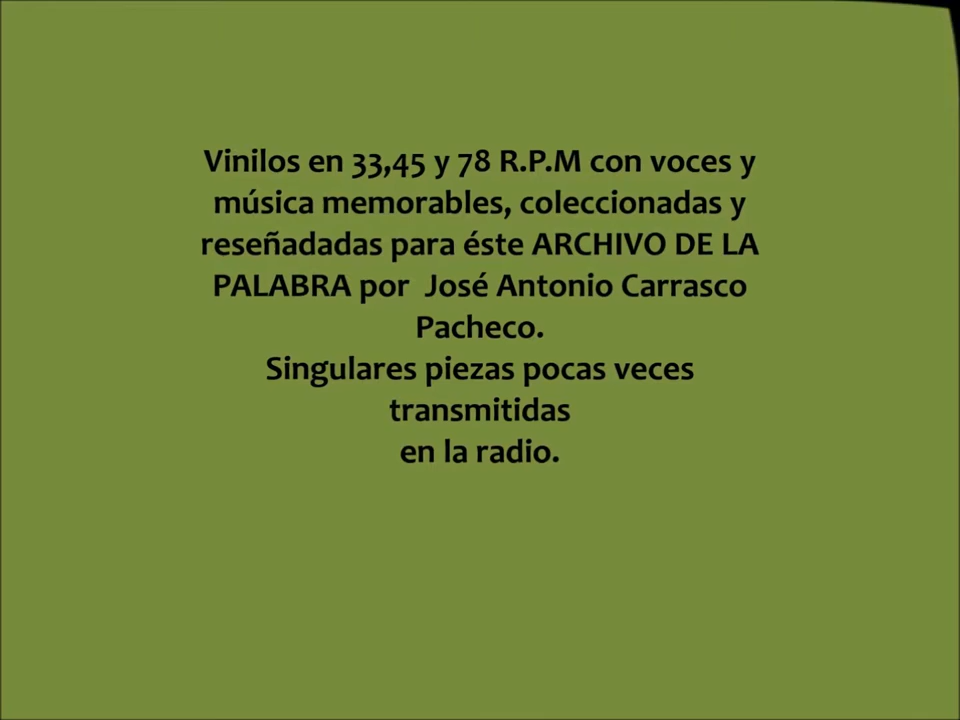 Vinilos en 33,45 y 78 R.P.M con voces y
música memorables, coleccionadas y
reseñadadas para éste ARCHIVO DE LA
PALABRA por  José Antonio Carrasco
Pacheco.
Singulares piezas pocas veces
transmitidas
en la radio.